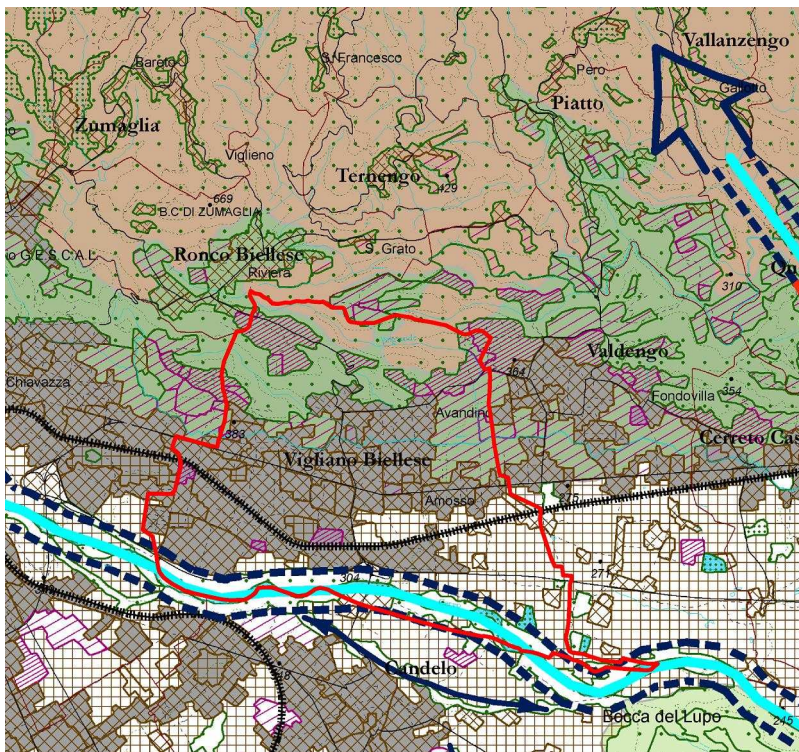 Vallanzengo
S. Francesco
Bareto
Pero
Galfotto
Piatto
Zumaglia
Viglieno
Ternengo
429
669
B.C DI ZUMAGLIA
Ronco Biellese
S. Grato
o G.E.S.C.A.L.
Riviera
310
Valdengo
364
Chiavazza
Fondovilla
354
Avandino
383
Cerreto Cas
Vigliano Biellese
Amosso
271
304
Candelo
Bocca del Lupo
245